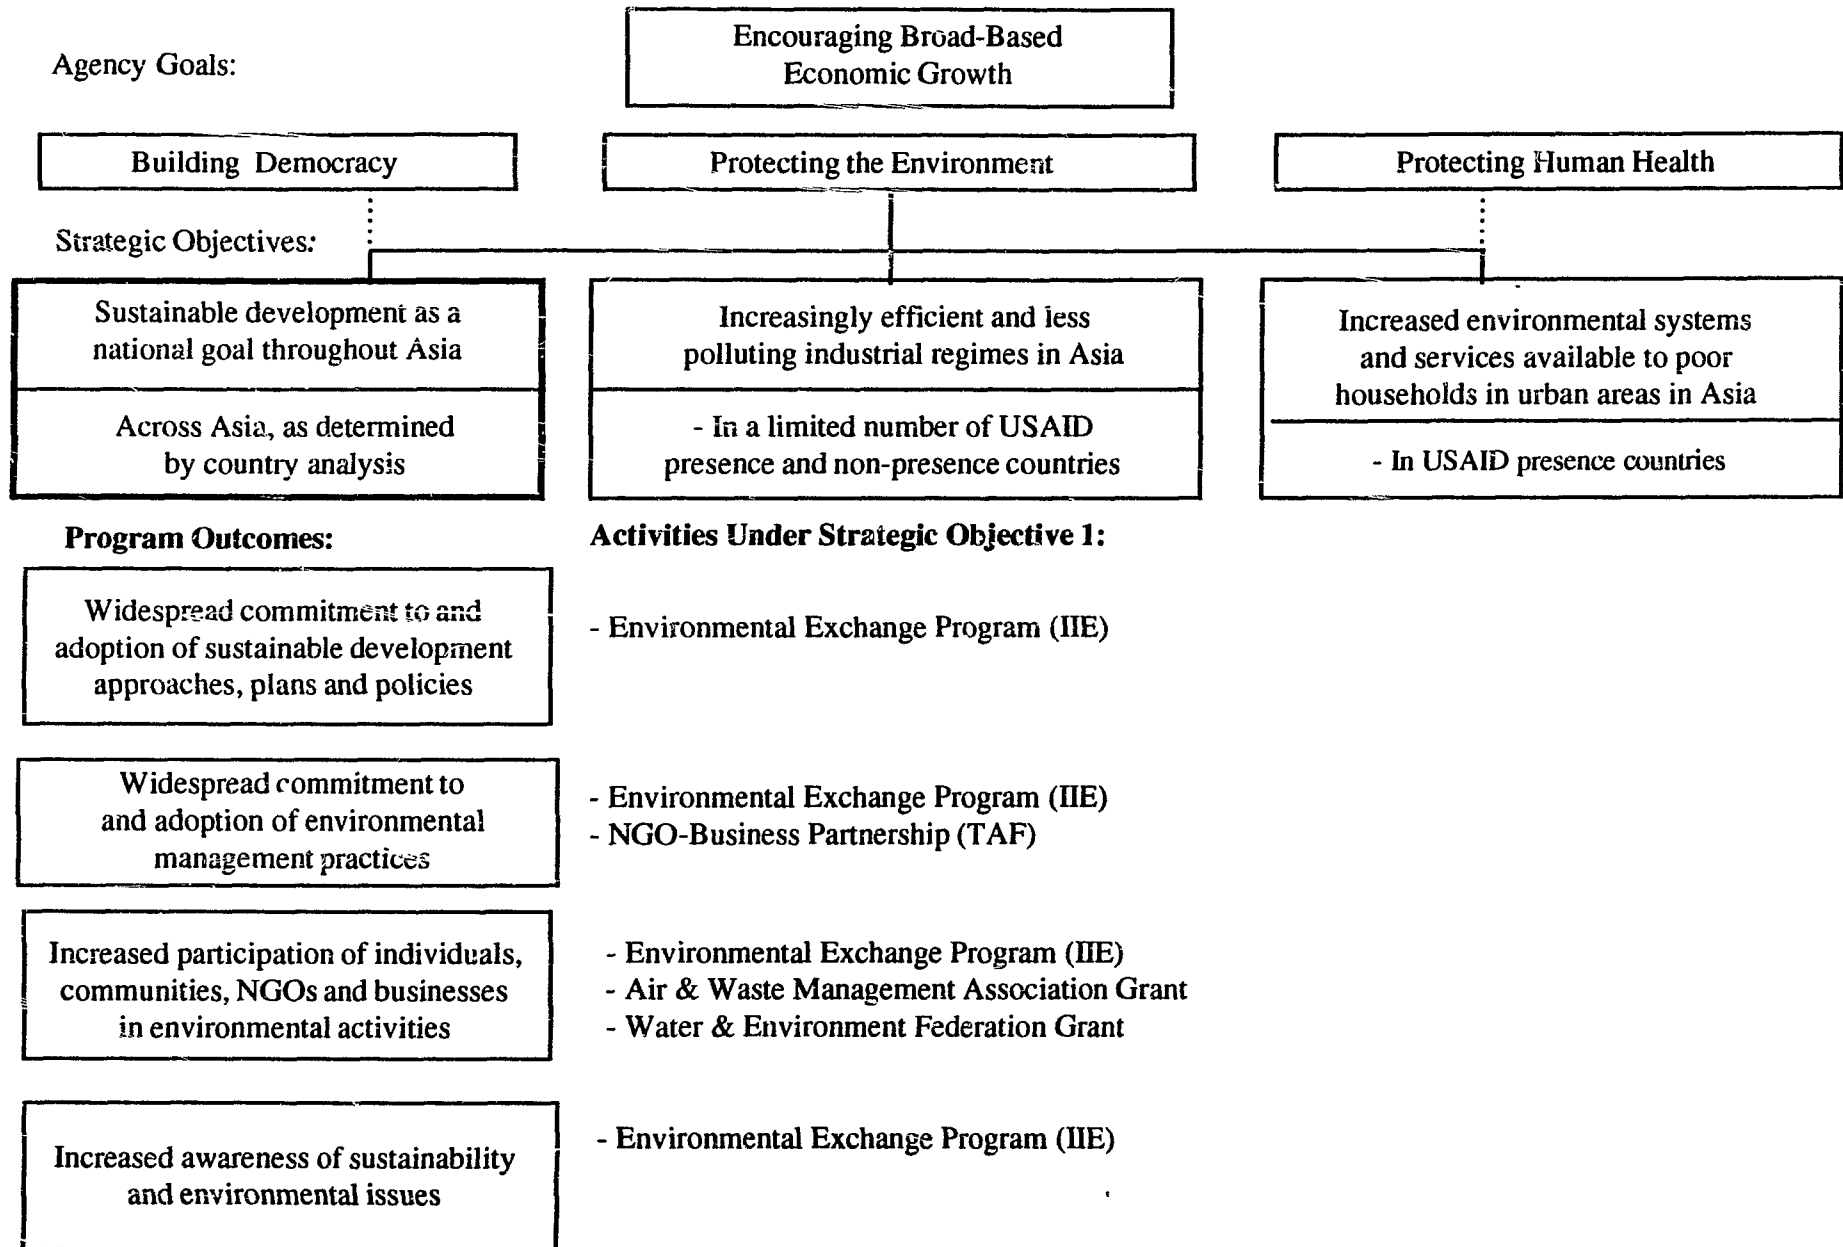 Agency Goals:
Encouraging Broad-Based
Economic Growth
Building Democracy
Protecting the Environment
Protecting Human Health
Strategic Objectives:
Sustainable development as a
national goal throughout Asia
Across Asia, as determined
by country analysis
Increasingly efficient and less
polluting industrial regimes in Asia
- In a limited number of USAID
presence and non-presence countries
Increased environmental systems
and services available to poor
households in urban areas in Asia
- In USAID presence countries
Program Outcomes:
Activities Under Strategic Objective 1:
Widespread commitment to and
adoption of sustainable development
approaches, plans and policies
- Environmental Exchange Program (IIE)
Widespread commitment to
and adoption of environmental
management practices
- Environmental Exchange Program (IIE)
- NGO-Business Partnership (TAF)
Increased participation of individuals,
communities, NGOs and businesses
in environmental activities
- Environmental Exchange Program (IIE)
- Air & Waste Management Association Grant
- Water & Environment Federation Grant
Increased awareness of sustainability
and environmental issues
- Environmental Exchange Program (IIE)